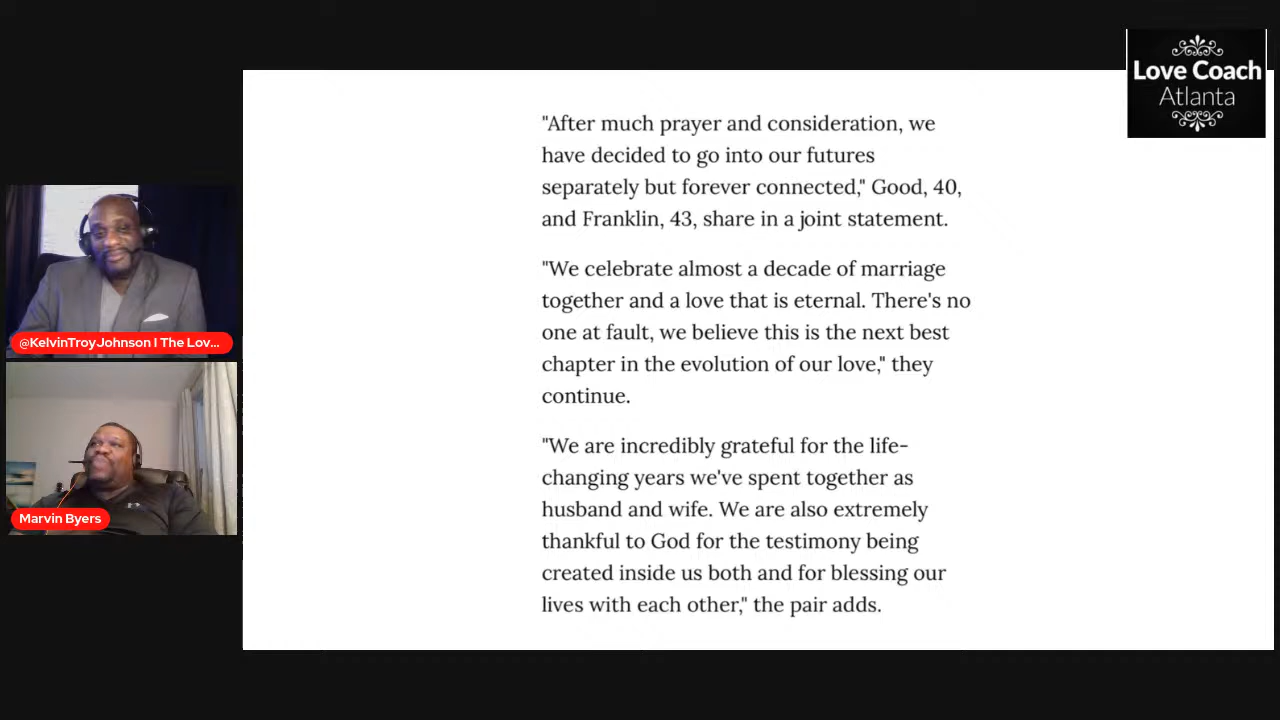 Love Coach
Atlanta
"After much prayer and consideration, we
have decided to go into our futures
separately but forever connected," Good, 40,
and Franklin, 43, share in a joint statement.
"We celebrate almost a decade of marriage
together and a love that is eternal. There's no
one at fault, we believe this is the next best
chapter in the evolution of our love," they
continue.
"We are incredibly grateful for the life-
changing years we've spent together as
husband and wife. We are also extremely
thankful to God for the testimony being
created inside us both and for blessing our
lives with each other," the pair adds.
@KelvinTroyJohnson I The Lov...
Marvin Byers